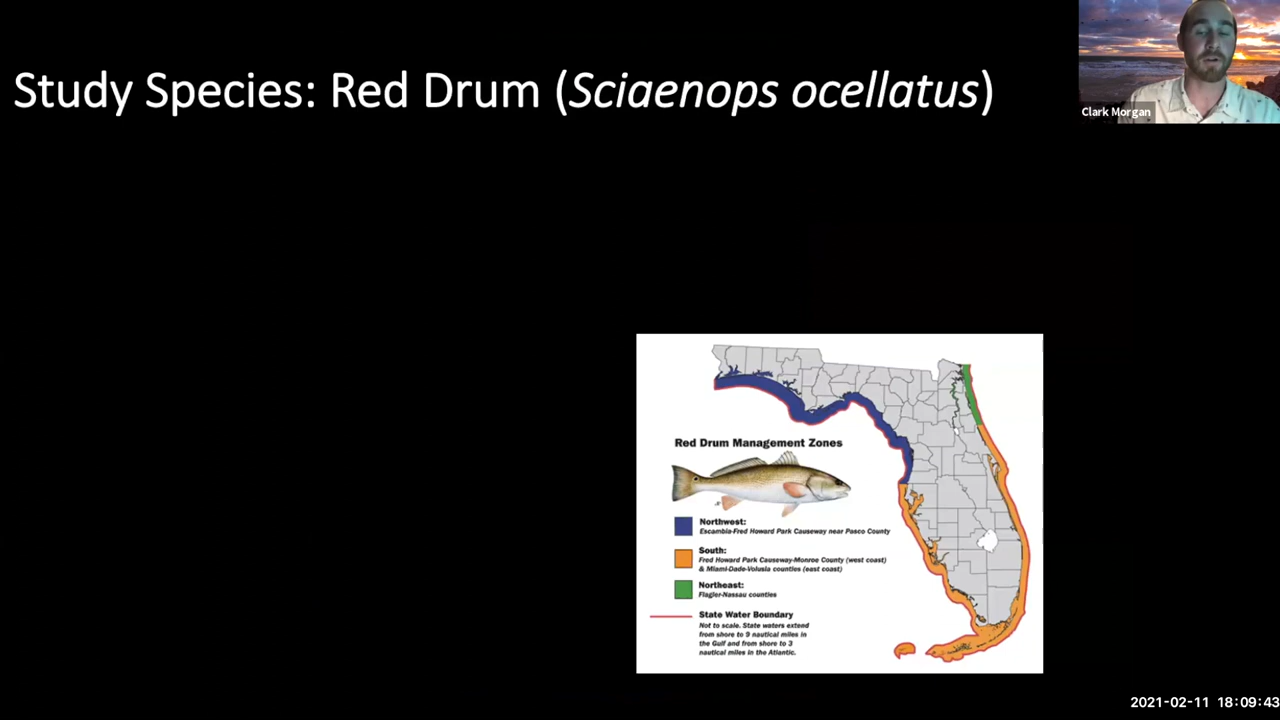 Study Species: Red Drum (Sciaenops ocellatus)
Clark Morgan
Red Drum Management Zones
Northwest:
Escambia-Fred Howard Park Causeway near Pasco County
South:
Fred Howard Park Causeway-Monroe County (west coast)
& Miami-Dade-Volusia counties (east coast)
Northeast:
Flagler-Nassau counties
State Water Boundary
Not to scale. State waters extend
from shore to 9 nautical miles in
the Gulf and from shore to 3
nautical miles in the Atlantic.
2021-02-11 18:09:43